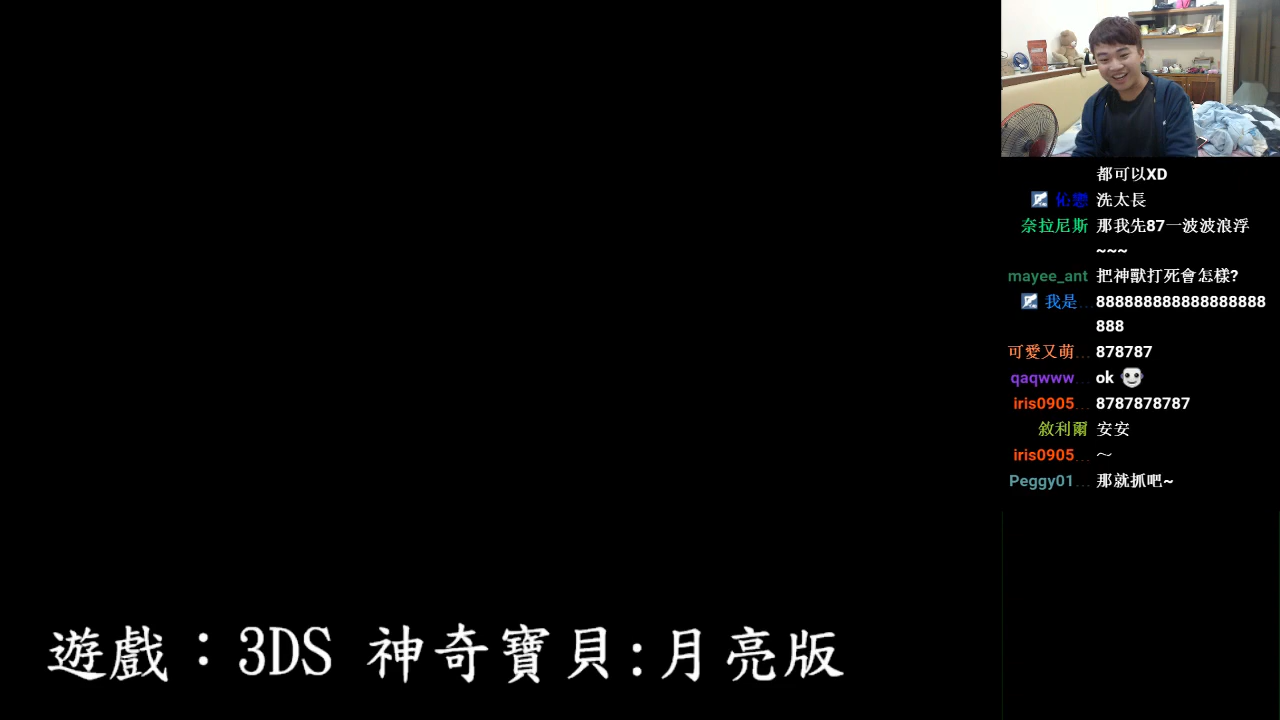 都可以XD
伈戀 洗太長
奈拉尼斯 那我先87一波波浪浮
~~~
mayee_ant 把神獸打死會怎樣?
我是... 888888888888888888
888
可愛又萌... 878787
qaqwww... ok
iris0905... 8787878787
敘利爾 安安
iris0905... ～
Peggy01... 那就抓吧~
遊戲：3DS 神奇寶貝:月亮版